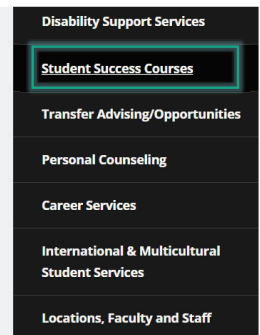 Disability Support Services
Student Success Courses
Transfer Advising/Opportunities
Personal Counseling
Career Services
International & Multicultural
Student Services
Locations, Faculty and Staff